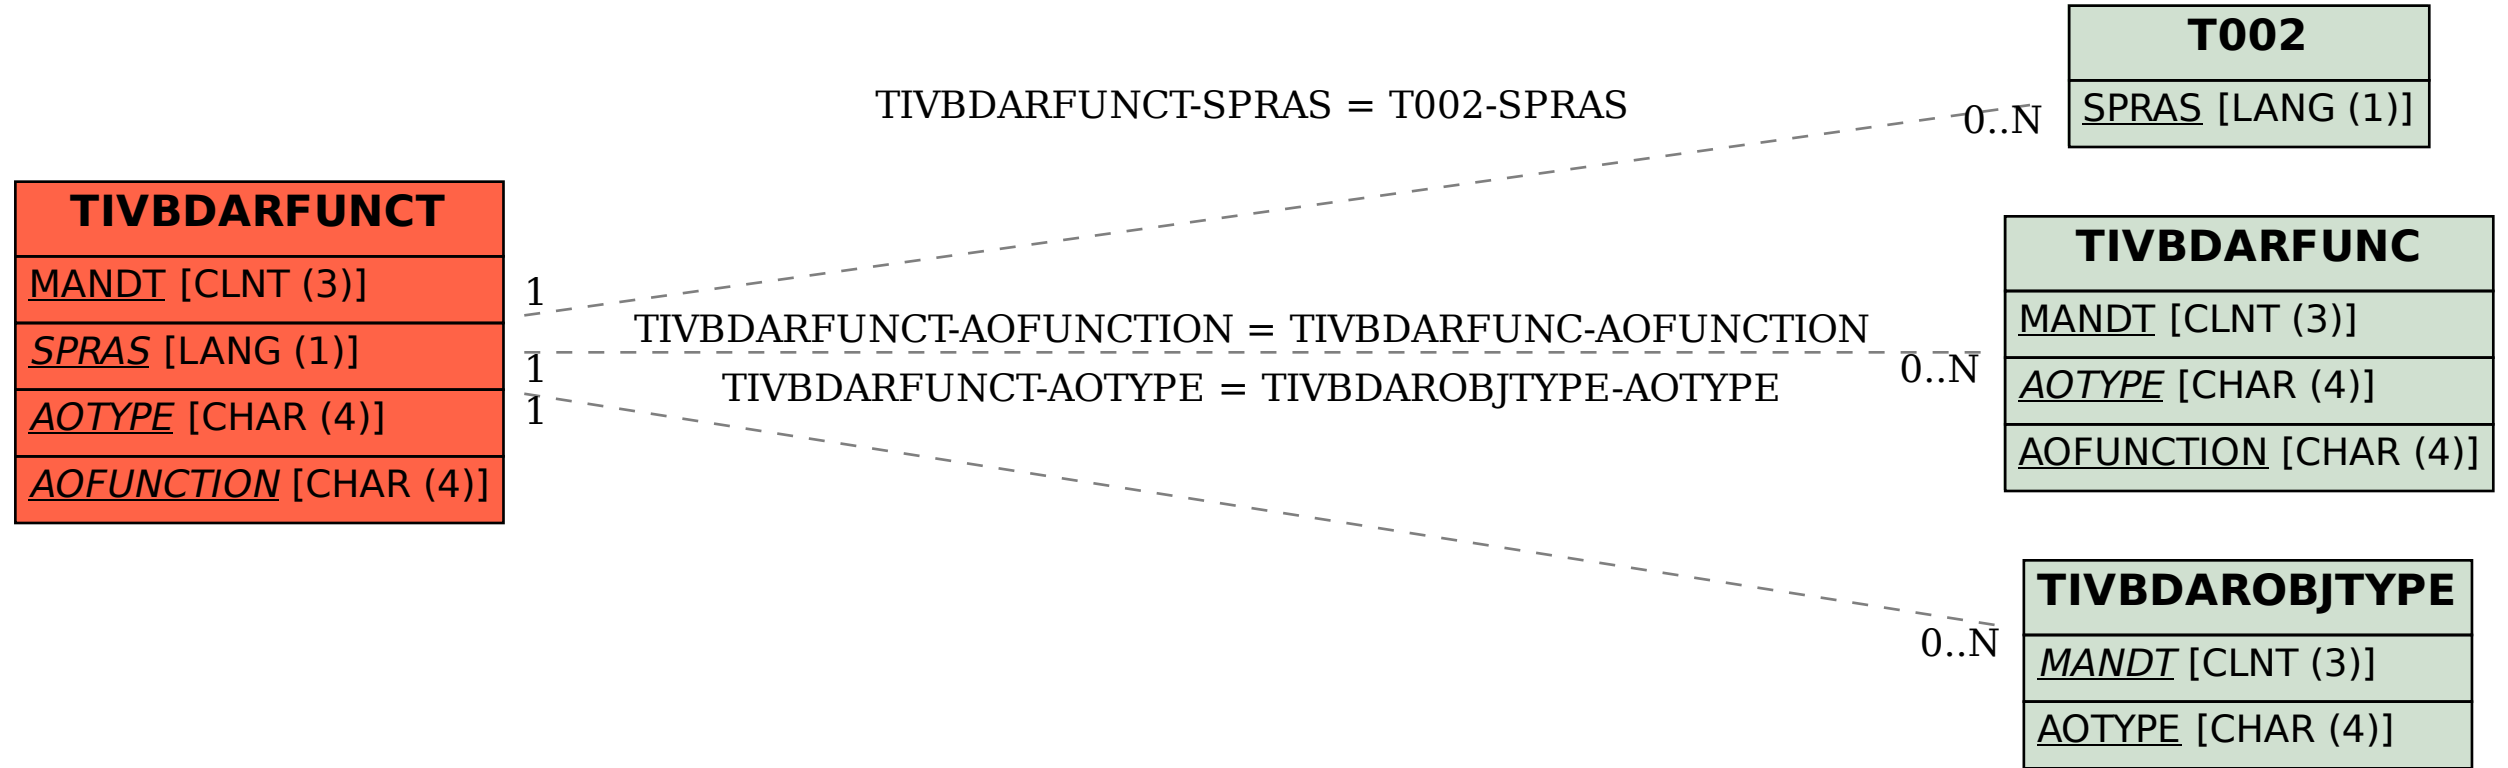 TIVBDARFUNCT
MANDT [CLNT (3)]
SPRAS [LANG (1)]
AOTYPE [CHAR (4)]
AOFUNCTION [CHAR (4)]
TIVBDARFUNCT-SPRAS = T002-SPRAS
1
0..N
TIVBDARFUNCT-AOFUNCTION = TIVBDARFUNC-AOFUNCTION
1
0..N
TIVBDARFUNCT-AOTYPE = TIVBDAROBJTYPE-AOTYPE
1
0..N
T002
SPRAS [LANG (1)]
TIVBDARFUNC
MANDT [CLNT (3)]
AOTYPE [CHAR (4)]
AOFUNCTION [CHAR (4)]
TIVBDAROBJTYPE
MANDT [CLNT (3)]
AOTYPE [CHAR (4)]